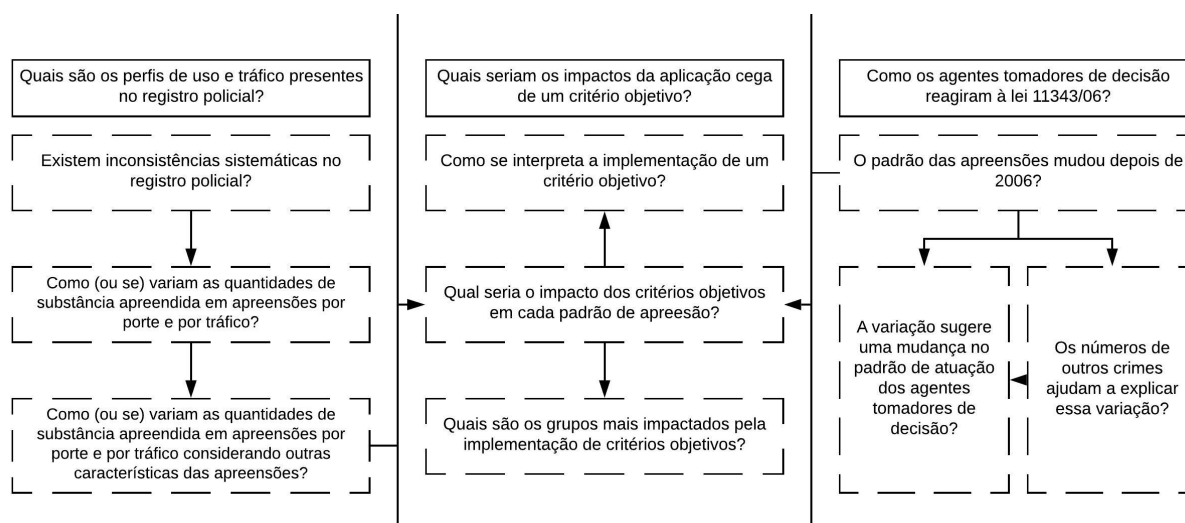 Quais são os perfis de uso e tráfico presentes
no registro policial?
Existem inconsistências sistemáticas no
registro policial?
Como (ou se) variam as quantidades de
substância apreendida em apreensões por
porte e por tráfico?
Como (ou se) variam as quantidades de
substância apreendida em apreensões por
porte e por tráfico considerando outras
características das apreensões?
Quais seriam os impactos da aplicação cega
de um critério objetivo?
Como se interpreta a implementação de um
critério objetivo?
Qual seria o impacto dos critérios objetivos
em cada padrão de apreesão?
Quais são os grupos mais impactados pela
implementação de critérios objetivos?
Como os agentes tomadores de decisão
reagiram à lei 11343/06?
O padrão das apreensões mudou depois de
2006?
A variação sugere
uma mudança no
padrão de atuação
dos agentes
tomadores de
decisão?
Os números de
outros crimes
ajudam a explicar
essa variação?